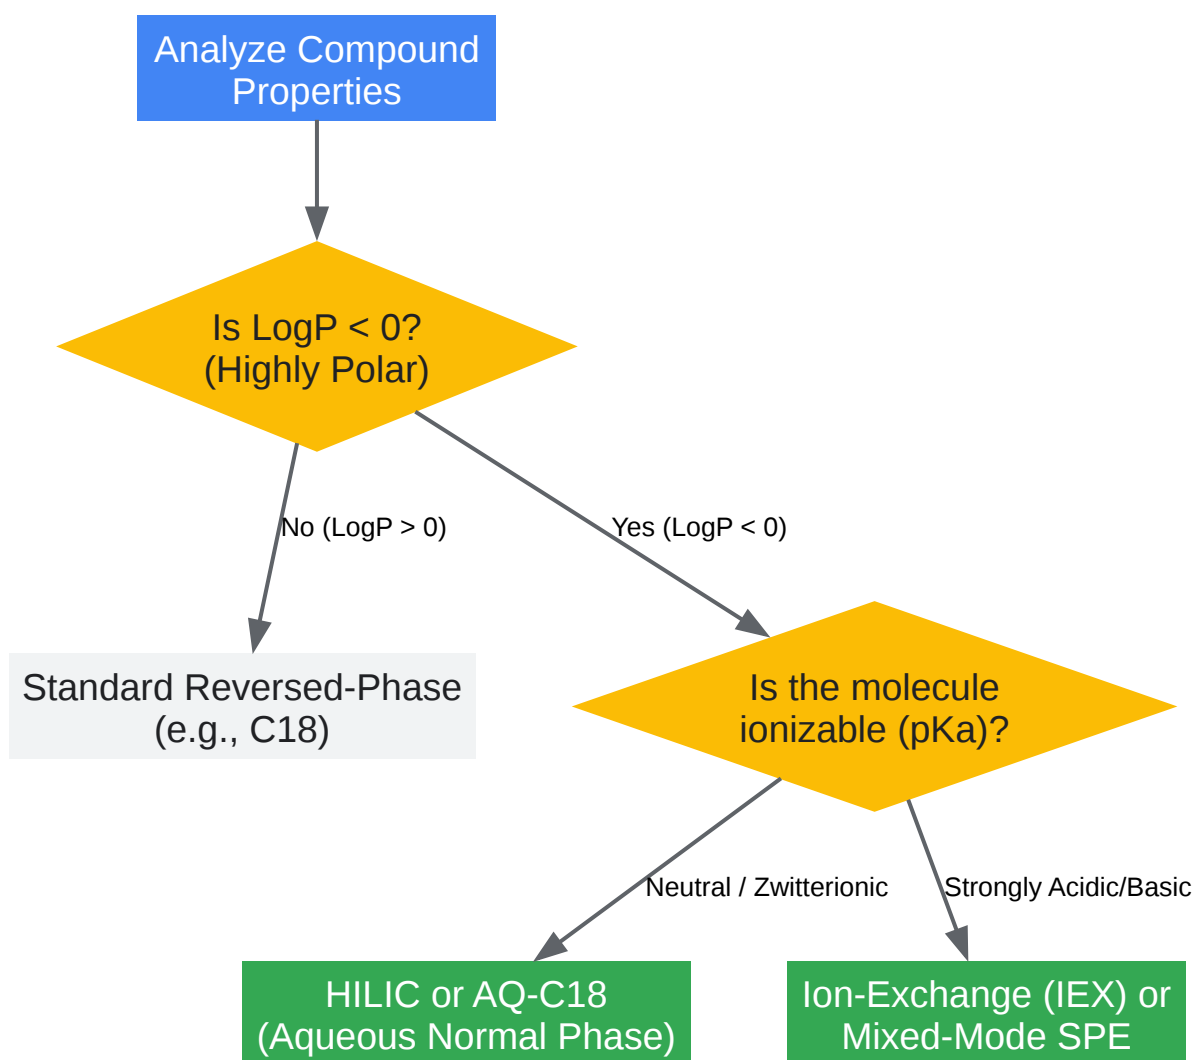 Analyze Compound
Properties
Is LogP < 0?
(Highly Polar)
No (LogP > 0)
Yes (LogP < 0)
Standard Reversed-Phase
(e.g., C18)
Is the molecule
ionizable (pKa)?
Neutral / Zwitterionic
Strongly Acidic/Basic
HILIC or AQ-C18
(Aqueous Normal Phase)
Ion-Exchange (IEX) or
Mixed-Mode SPE